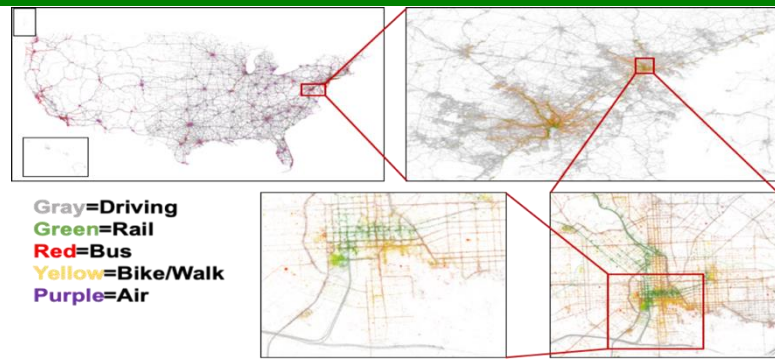 Gray=Driving
Green=Rail
Red=Bus
Yellow=Bike/Walk
Purple=Air